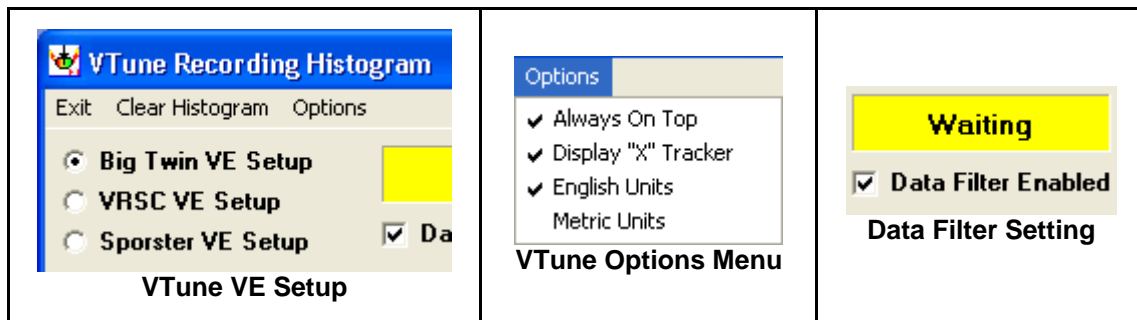 VTune Recording Histogram
Exit Clear Histogram Options
Big Twin VE Setup
VRSC VE Setup
Sporster VE Setup
Da
VTune VE Setup
Options
Always On Top
Display "X" Tracker
English Units
Metric Units
VTune Options Menu
Waiting
Data Filter Enabled
Data Filter Setting